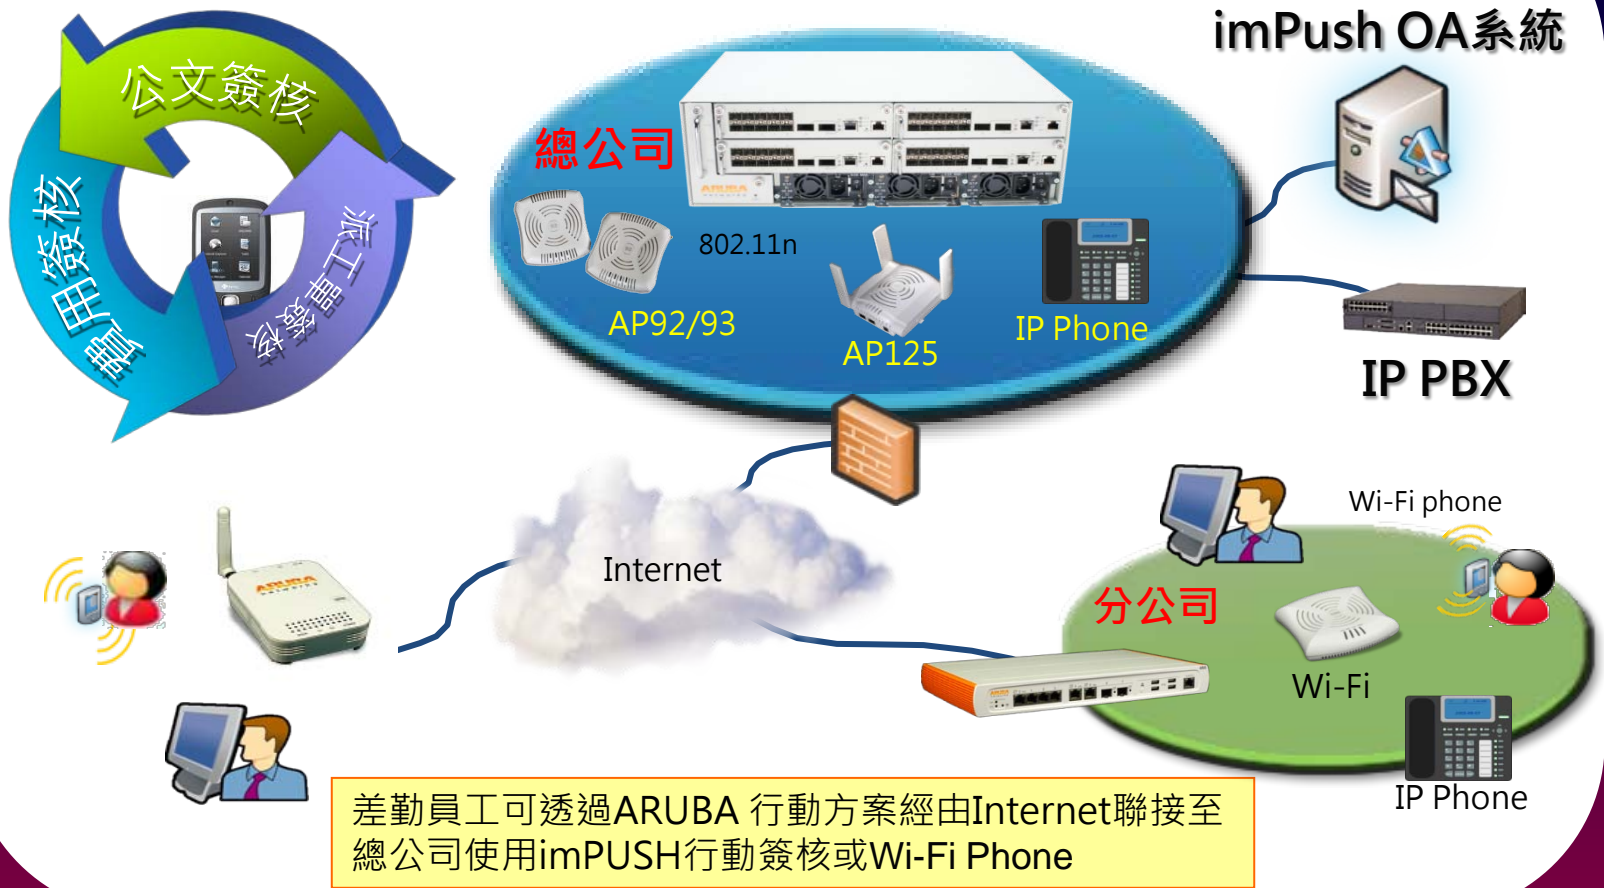 imPush OA系統
公文簽核
費用簽核
派工單簽核
總公司
ARUBA
NETWORKS
802.11n
AP92/93
AP125
IP Phone
IP PBX
Internet
ARUBA
NETWORKS
Wi-Fi phone
分公司
Wi-Fi
IP Phone
差勤員工可透過ARUBA 行動方案經由Internet聯接至
總公司使用imPUSH行動簽核或Wi-Fi Phone